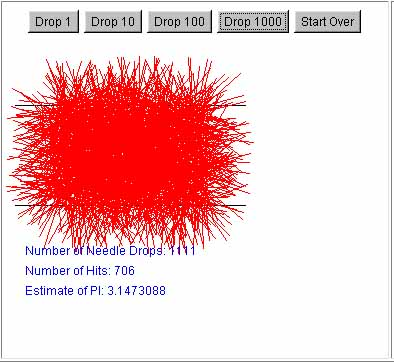 Drop 1 Drop 10 Drop 100 Drop 1000 Start Over
Number of Needle Drops: 1111
Number of Hits: 706
Estimate of PI: 3.1473088